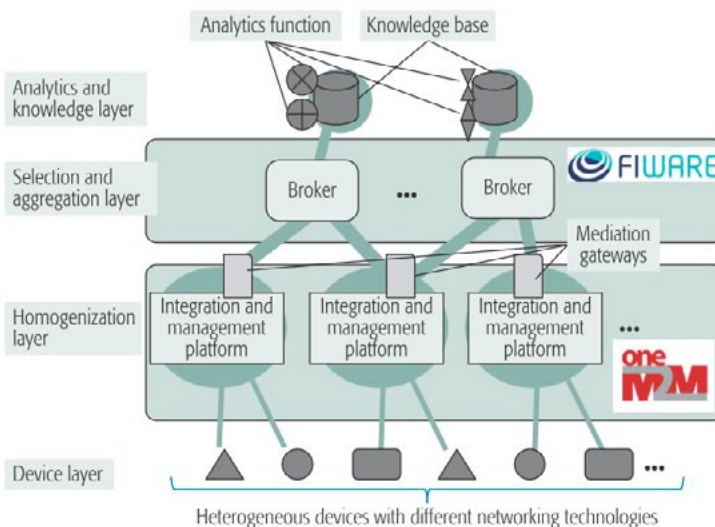 Analytics function
Knowledge base
Analytics and
knowledge layer
Selection and
aggregation layer
Broker
...
Broker
FIWARE
Mediation
gateways
Homogenization
layer
Integration and
management
platform
Integration and
management
platform
Integration and
management
platform
...
one
M2M
Device layer
...
Heterogeneous devices with different networking technologies